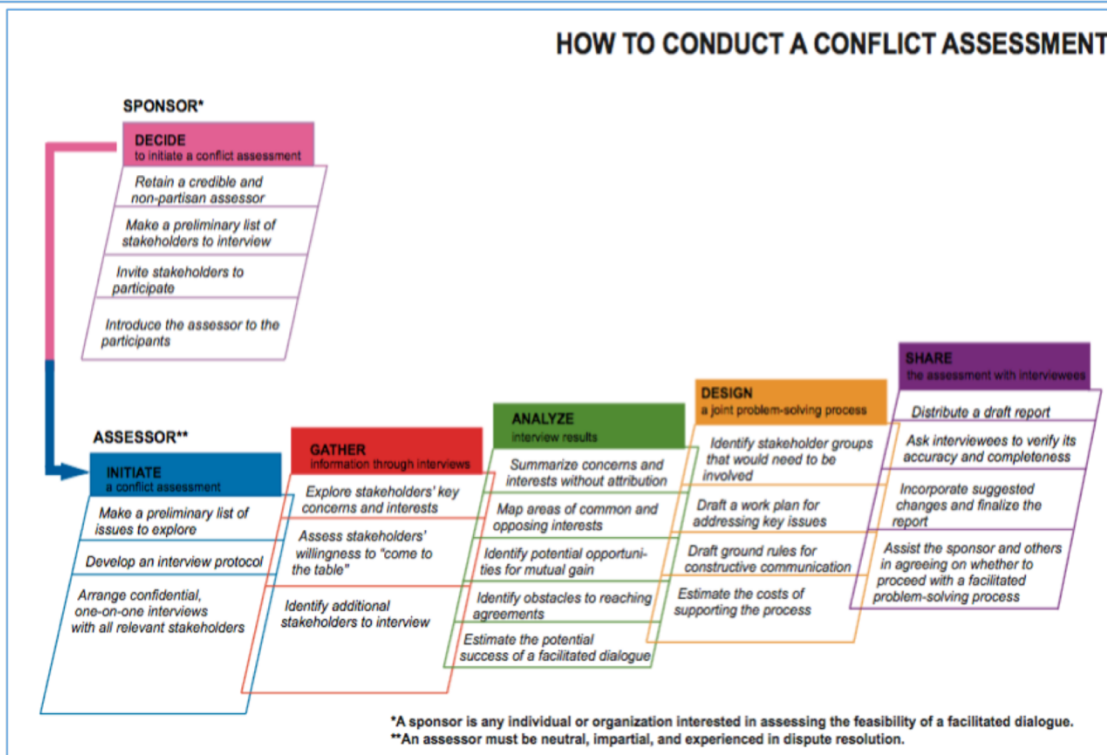 HOW TO CONDUCT A CONFLICT ASSESSMENT
SPONSOR*
DECIDE
to initiate a conflict assessment
Retain a credible and
non-partisan assessor
Make a preliminary list of
stakeholders to interview
Invite stakeholders to
participate
Introduce the assessor to the
participants
ASSESSOR**
INITIATE
a conflict assessment
Make a preliminary list of
issues to explore
Develop an interview protocol
Arrange confidential,
one-on-one interviews
with all relevant stakeholders
GATHER
information through interviews
Explore stakeholders' key
concerns and interests
Assess stakeholders'
willingness to "come to
the table"
Identify additional
stakeholders to interview
ANALYZE
interview results
Summarize concerns and
interests without attribution
Map areas of common and
opposing interests
Identify potential opportuni-
ties for mutual gain
Identify obstacles to reaching
agreements
Estimate the potential
success of a facilitated dialogue
DESIGN
a joint problem-solving process
Identify stakeholder groups
that would need to be
involved
Draft a work plan for
addressing key issues
Draft ground rules for
constructive communication
Estimate the costs of
supporting the process
SHARE
the assessment with interviewees
Distribute a draft report
Ask interviewees to verify its
accuracy and completeness
Incorporate suggested
changes and finalize the
report
Assist the sponsor and others
in agreeing on whether to
proceed with a facilitated
problem-solving process
*A sponsor is any individual or organization interested in assessing the feasibility of a facilitated dialogue.
**An assessor must be neutral, impartial, and experienced in dispute resolution.